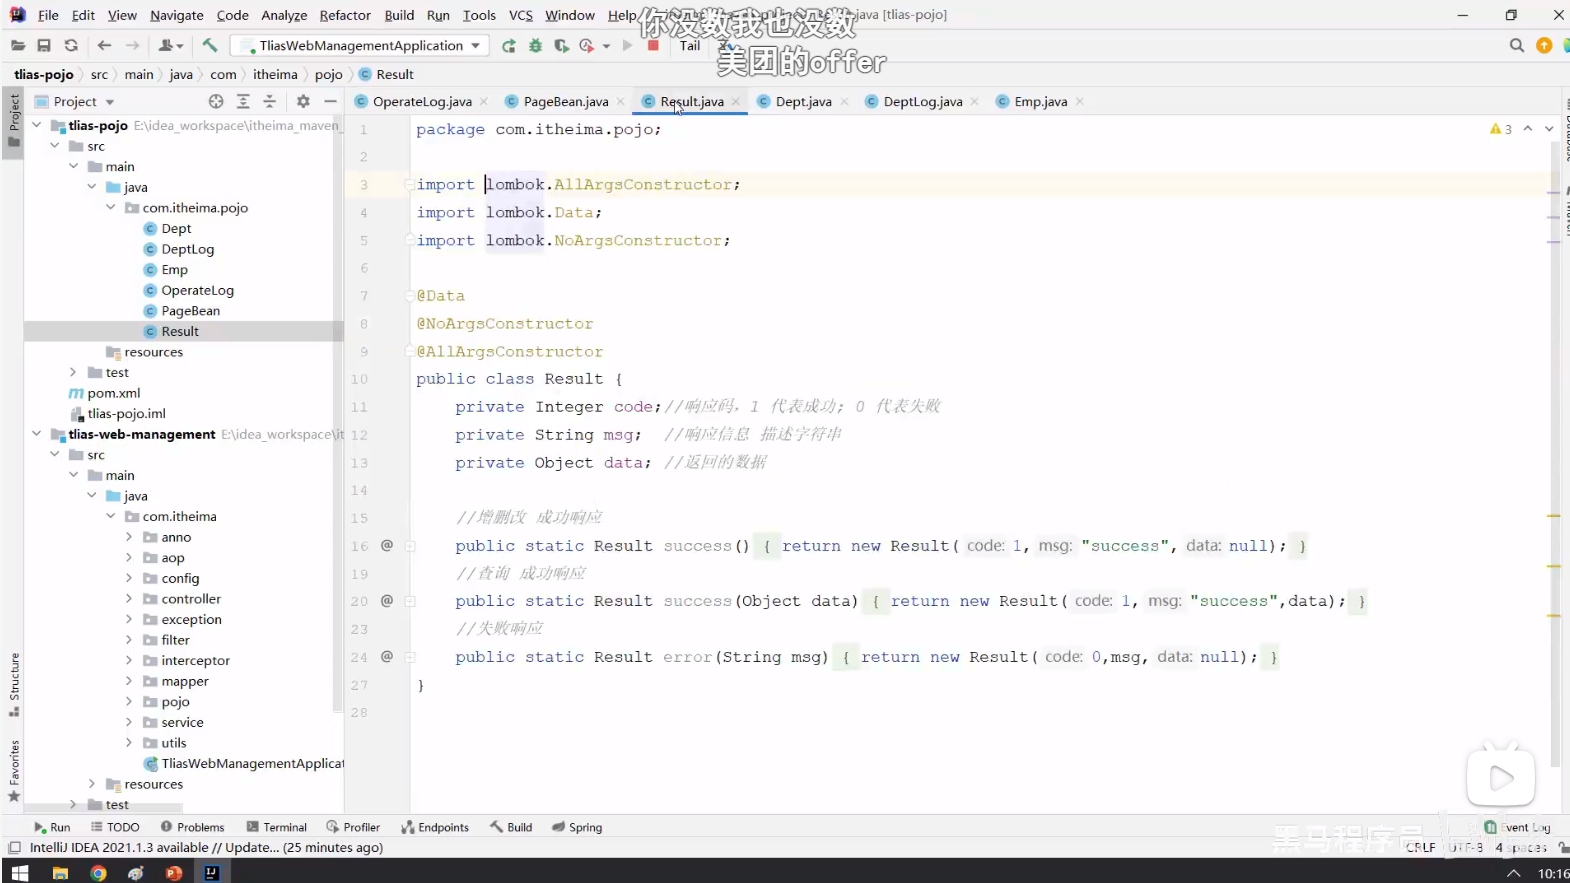 File Edit View Navigate Code Analyze Refactor Build Run Tools VCS Window Help
.java [tlias-pojo]
你没数我也没数
美团的offer
TliasWebManagementApplication
Tail
tlias-pojo src main java com itheima pojo Result
Project
OperateLog.java PageBean.java Result.java Dept.java DeptLog.java Emp.java
Project
tlias-pojo E:\idea_workspace\itheima_maven_
src
main
java
com.itheima.pojo
Dept
DeptLog
Emp
OperateLog
PageBean
Result
resources
test
pom.xml
tlias-pojo.iml
tlias-web-management E:\idea_workspace\it
src
main
java
com.itheima
anno
aop
config
controller
exception
filter
interceptor
mapper
pojo
service
utils
TliasWebManagementApplicat
resources
test
Structure
Favorites
3
1 package com.itheima.pojo;
2
3 import lombok.AllArgsConstructor;
4 import lombok.Data;
5 import lombok.NoArgsConstructor;
6
7 @Data
8 @NoArgsConstructor
9 @AllArgsConstructor
10 public class Result {
11 private Integer code;//响应码，1 代表成功; 0 代表失败
12 private String msg; //响应信息 描述字符串
13 private Object data; //返回的数据
14
15 //增删改 成功响应
16 @ public static Result success() { return new Result( code: 1, msg: "success", data: null); }
19 //查询 成功响应
20 @ public static Result success(Object data) { return new Result( code: 1, msg: "success",data); }
23 //失败响应
24 @ public static Result error(String msg) { return new Result( code: 0,msg, data: null); }
27 }
28
Run TODO Problems Terminal Profiler Endpoints Build Spring Event Log
黑马程序员
IntelliJ IDEA 2021.1.3 available // Update... (25 minutes ago)
CRLF UTF-8 4 spaces
10:16